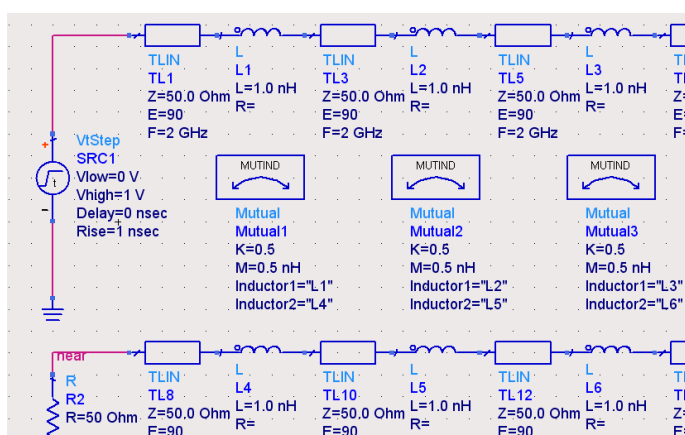 TLIN
TL1
Z=50.0 Ohm
E=90
F=2 GHz
L
L1
L=1.0 nH
R=
TLIN
TL3
Z=50.0 Ohm
E=90
F=2 GHz
L
L2
L=1.0 nH
R=
TLIN
TL5
Z=50.0 Ohm
E=90
F=2 GHz
L
L3
L=1.0 nH
R=
+
VtStep
SRC1
Vlow=0 V
Vhigh=1 V
Delay=0 nsec
Rise=1 nsec
t
-
MUTIND
Mutual
Mutual1
K=0.5
M=0.5 nH
Inductor1="L1"
Inductor2="L4"
MUTIND
Mutual
Mutual2
K=0.5
M=0.5 nH
Inductor1="L2"
Inductor2="L5"
MUTIND
Mutual
Mutual3
K=0.5
M=0.5 nH
Inductor1="L3"
Inductor2="L6"
near
R
R2
R=50 Ohm
TLIN
TL8
Z=50.0 Ohm
E=90
L
L4
L=1.0 nH
R=
TLIN
TL10
Z=50.0 Ohm
E=90
L
L5
L=1.0 nH
R=
TLIN
TL12
Z=50.0 Ohm
E=90
L
L6
L=1.0 nH
R=